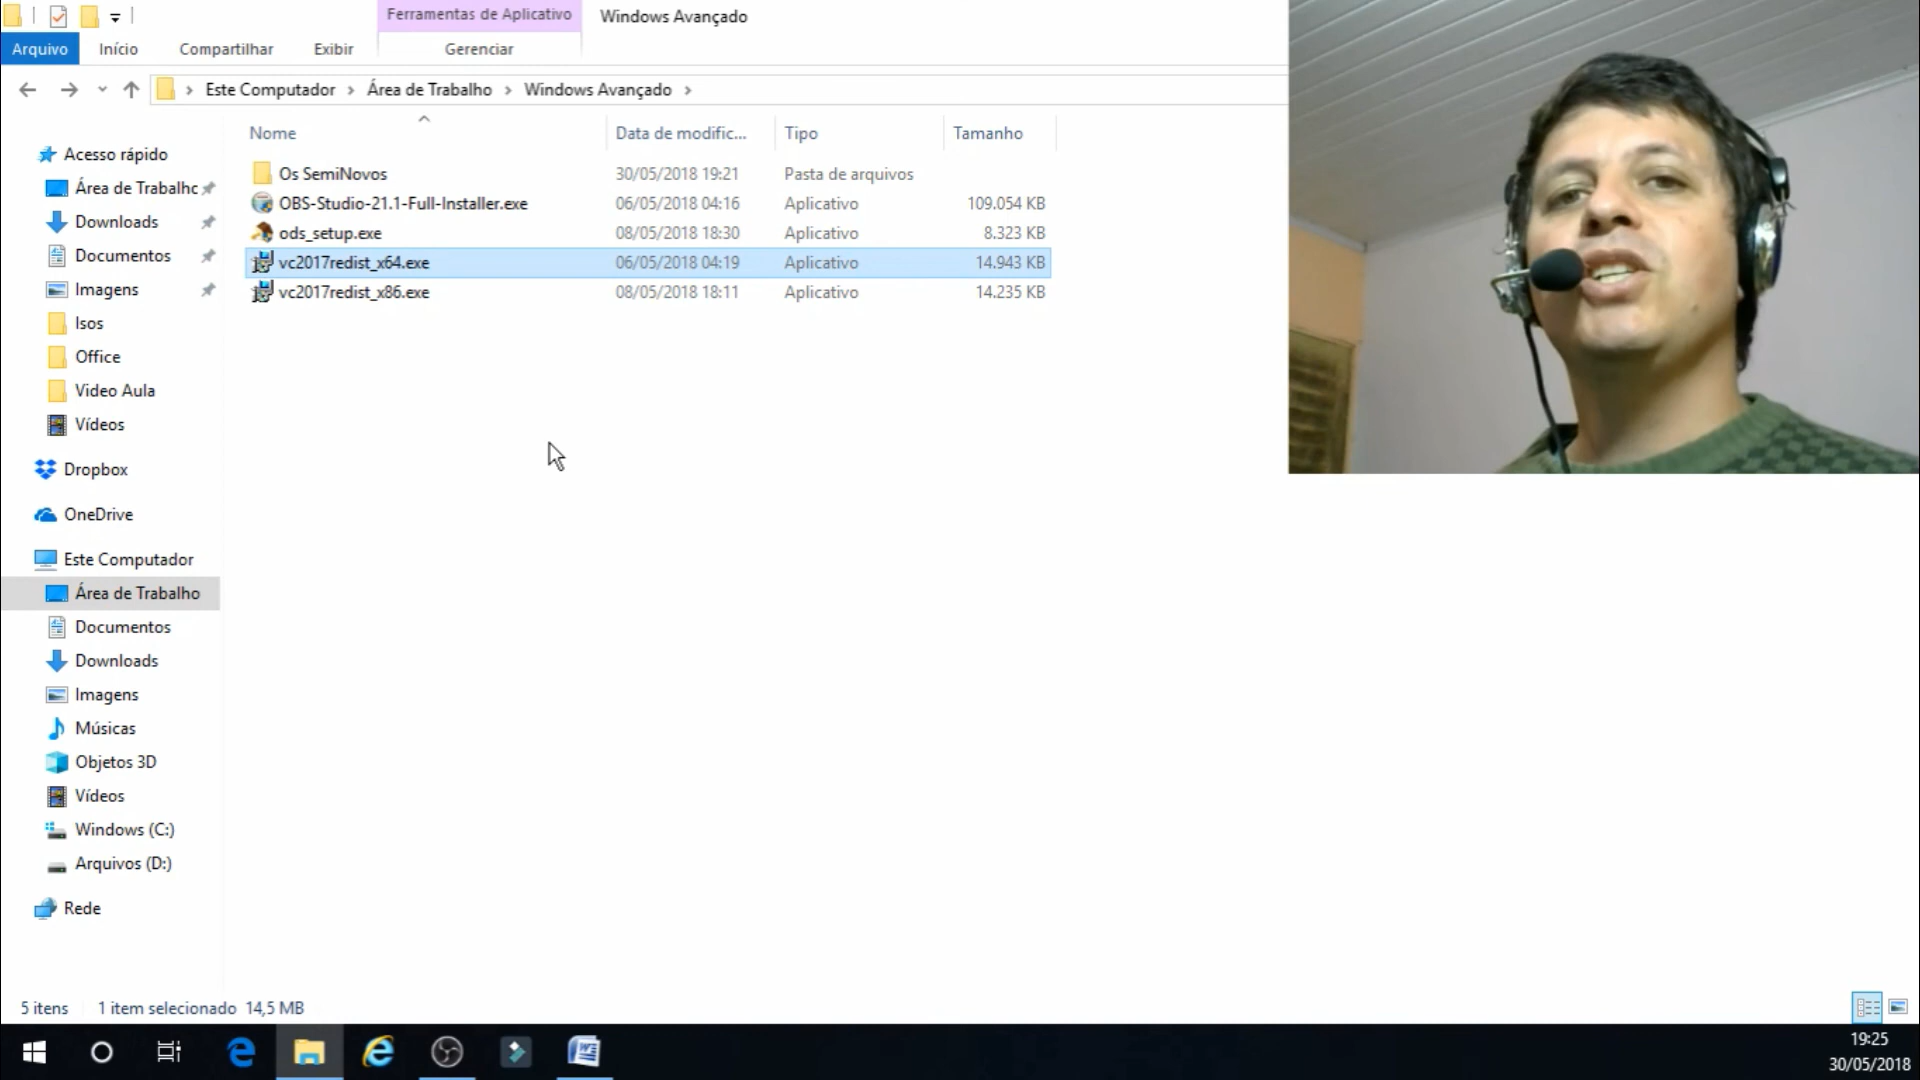 Ferramentas de Aplicativo
Windows Avançado
Arquivo
Início
Compartilhar
Exibir
Gerenciar
Este Computador > Área de Trabalho > Windows Avançado >
Nome
Data de modific...
Tipo
Tamanho
Os SemiNovos 30/05/2018 19:21 Pasta de arquivos
OBS-Studio-21.1-Full-Installer.exe 06/05/2018 04:16 Aplicativo 109.054 KB
ods_setup.exe 08/05/2018 18:30 Aplicativo 8.323 KB
vc2017redist_x64.exe 06/05/2018 04:19 Aplicativo 14.943 KB
vc2017redist_x86.exe 08/05/2018 18:11 Aplicativo 14.235 KB
Acesso rápido
Área de Trabalhc
Downloads
Documentos
Imagens
Isos
Office
Video Aula
Vídeos
Dropbox
OneDrive
Este Computador
Área de Trabalho
Documentos
Downloads
Imagens
Músicas
Objetos 3D
Vídeos
Windows (C:)
Arquivos (D:)
Rede
5 itens
1 item selecionado 14,5 MB
19:25
30/05/2018